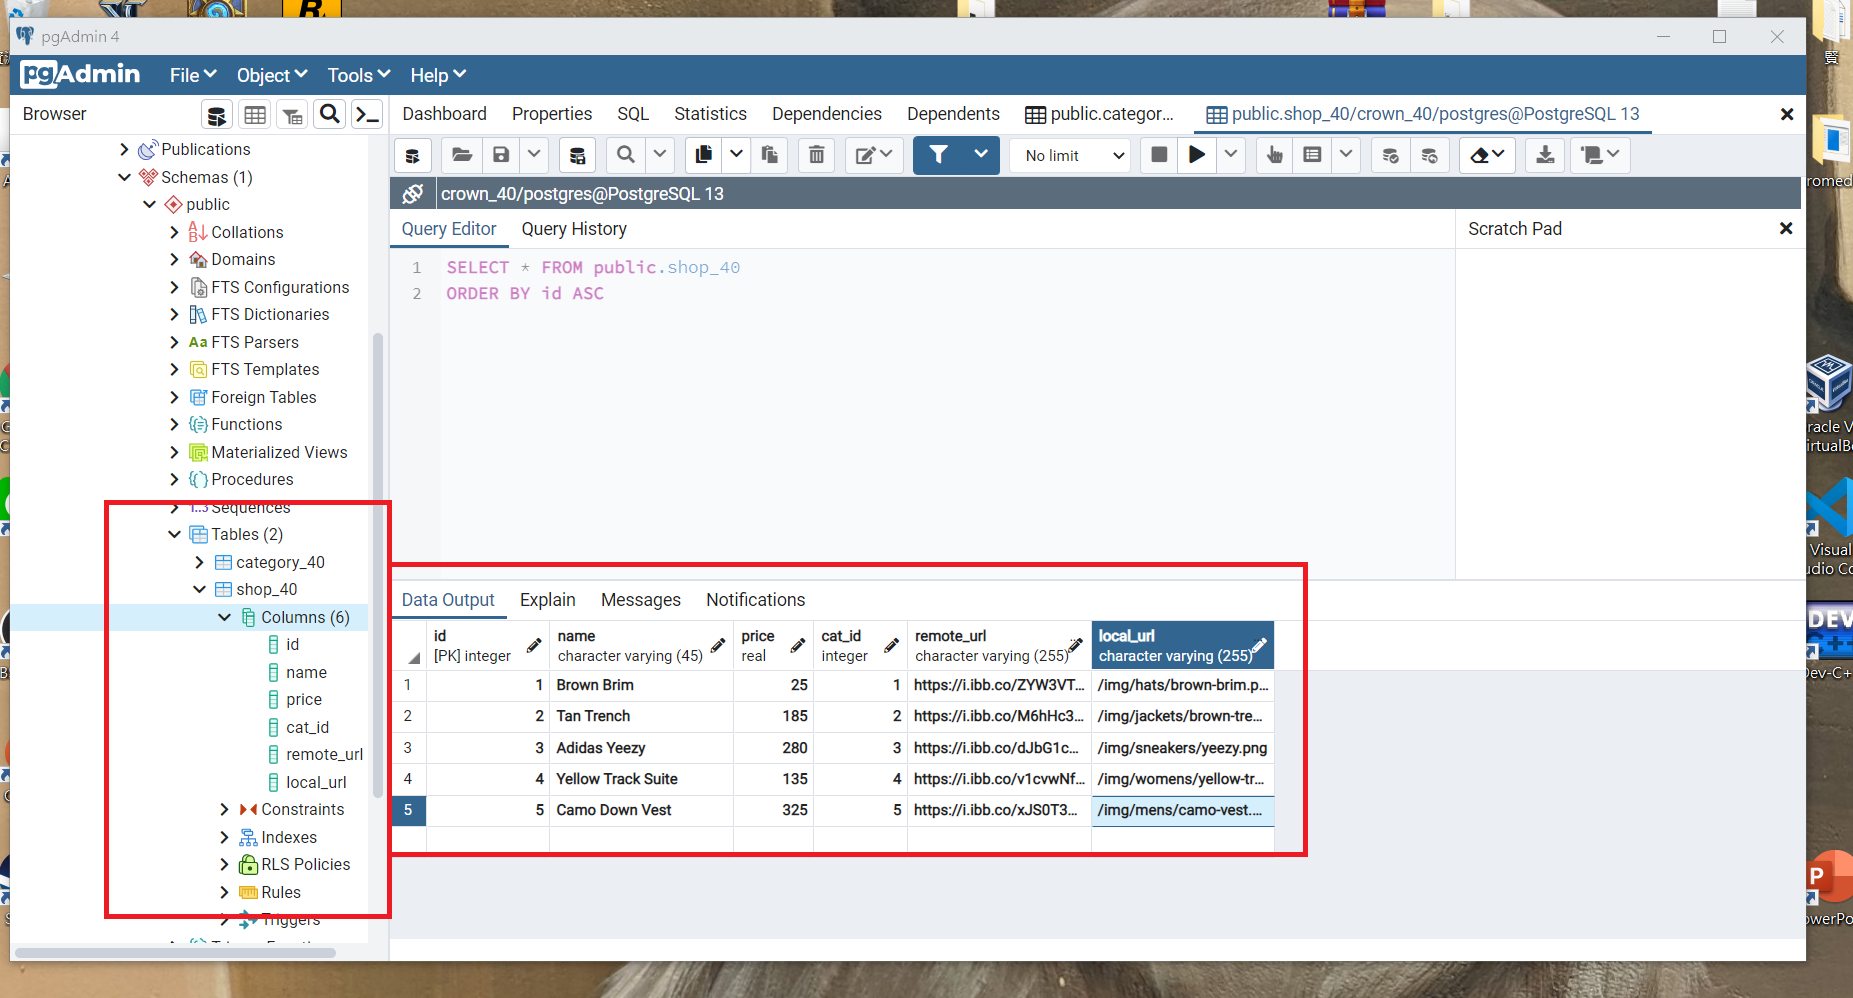 pgAdmin 4
pgAdmin
File
Object
Tools
Help
Browser
Dashboard
Properties
SQL
Statistics
Dependencies
Dependents
public.categor...
public.shop_40/crown_40/postgres@PostgreSQL 13
No limit
crown_40/postgres@PostgreSQL 13
Query Editor
Query History
Scratch Pad
1 SELECT * FROM public.shop_40
2 ORDER BY id ASC
Publications
Schemas (1)
public
Collations
Domains
FTS Configurations
FTS Dictionaries
Aa FTS Parsers
FTS Templates
Foreign Tables
Functions
Materialized Views
Procedures
1..3 Sequences
Tables (2)
category_40
shop_40
Columns (6)
id
name
price
cat_id
remote_url
local_url
Constraints
Indexes
RLS Policies
Rules
Triggers
Data Output
Explain
Messages
Notifications
id name price cat_id remote_url local_url
[PK] integer character varying (45) real integer character varying (255) character varying (255)
1 1 Brown Brim 25 1 https://i.ibb.co/ZYW3VT... /img/hats/brown-brim.p...
2 2 Tan Trench 185 2 https://i.ibb.co/M6hHc3... /img/jackets/brown-tre...
3 3 Adidas Yeezy 280 3 https://i.ibb.co/dJbG1c... /img/sneakers/yeezy.png
4 4 Yellow Track Suite 135 4 https://i.ibb.co/v1cvwNf... /img/womens/yellow-tr...
5 5 Camo Down Vest 325 5 https://i.ibb.co/xJS0T3... /img/mens/camo-vest....
romed
racle V
irtualBo
Visual
udio Co
DEV
Dev-C+
P
owerPo